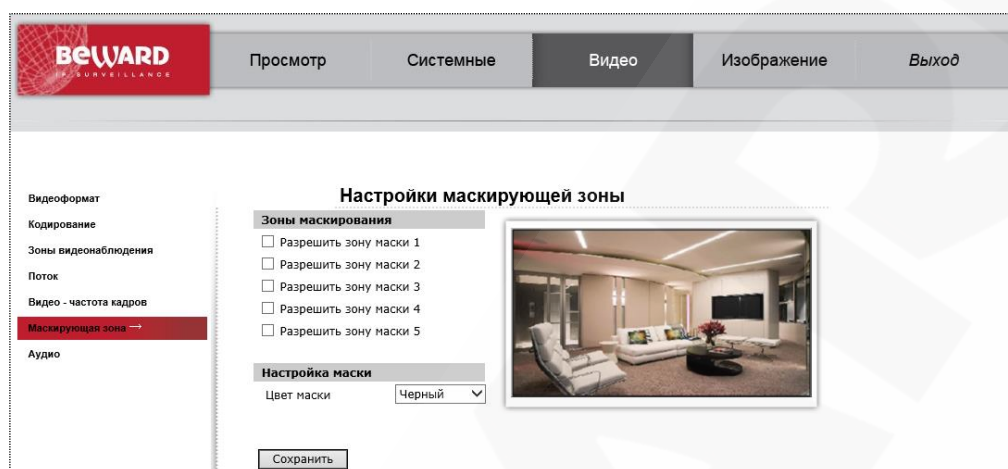 BEWARD
IP SURVEILLANCE
Просмотр
Системные
Видео
Изображение
Выход
Видеоформат
Кодирование
Зоны видеонаблюдения
Поток
Видео - частота кадров
Маскирующая зона →
Аудио
Настройки маскирующей зоны
Зоны маскирования
Разрешить зону маски 1
Разрешить зону маски 2
Разрешить зону маски 3
Разрешить зону маски 4
Разрешить зону маски 5
Настройка маски
Цвет маски
Черный
Сохранить